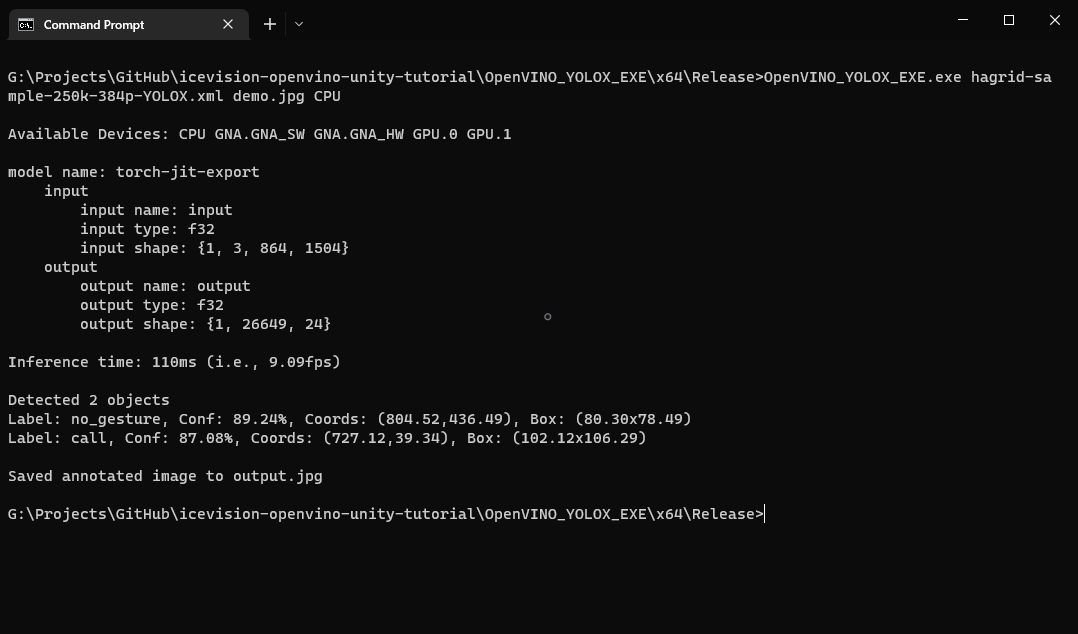 Command Prompt
G:\Projects\GitHub\icevision-openvino-unity-tutorial\OpenVINO_YOLOX_EXE\x64\Release>OpenVINO_YOLOX_EXE.exe hagrid-sa
mple-250k-384p-YOLOX.xml demo.jpg CPU
Available Devices: CPU GNA.GNA_SW GNA.GNA_HW GPU.0 GPU.1
model name: torch-jit-export
input
input name: input
input type: f32
input shape: {1, 3, 864, 1504}
output
output name: output
output type: f32
output shape: {1, 26649, 24}
Inference time: 110ms (i.e., 9.09fps)
Detected 2 objects
Label: no_gesture, Conf: 89.24%, Coords: (804.52,436.49), Box: (80.30x78.49)
Label: call, Conf: 87.08%, Coords: (727.12,39.34), Box: (102.12x106.29)
Saved annotated image to output.jpg
G:\Projects\GitHub\icevision-openvino-unity-tutorial\OpenVINO_YOLOX_EXE\x64\Release>